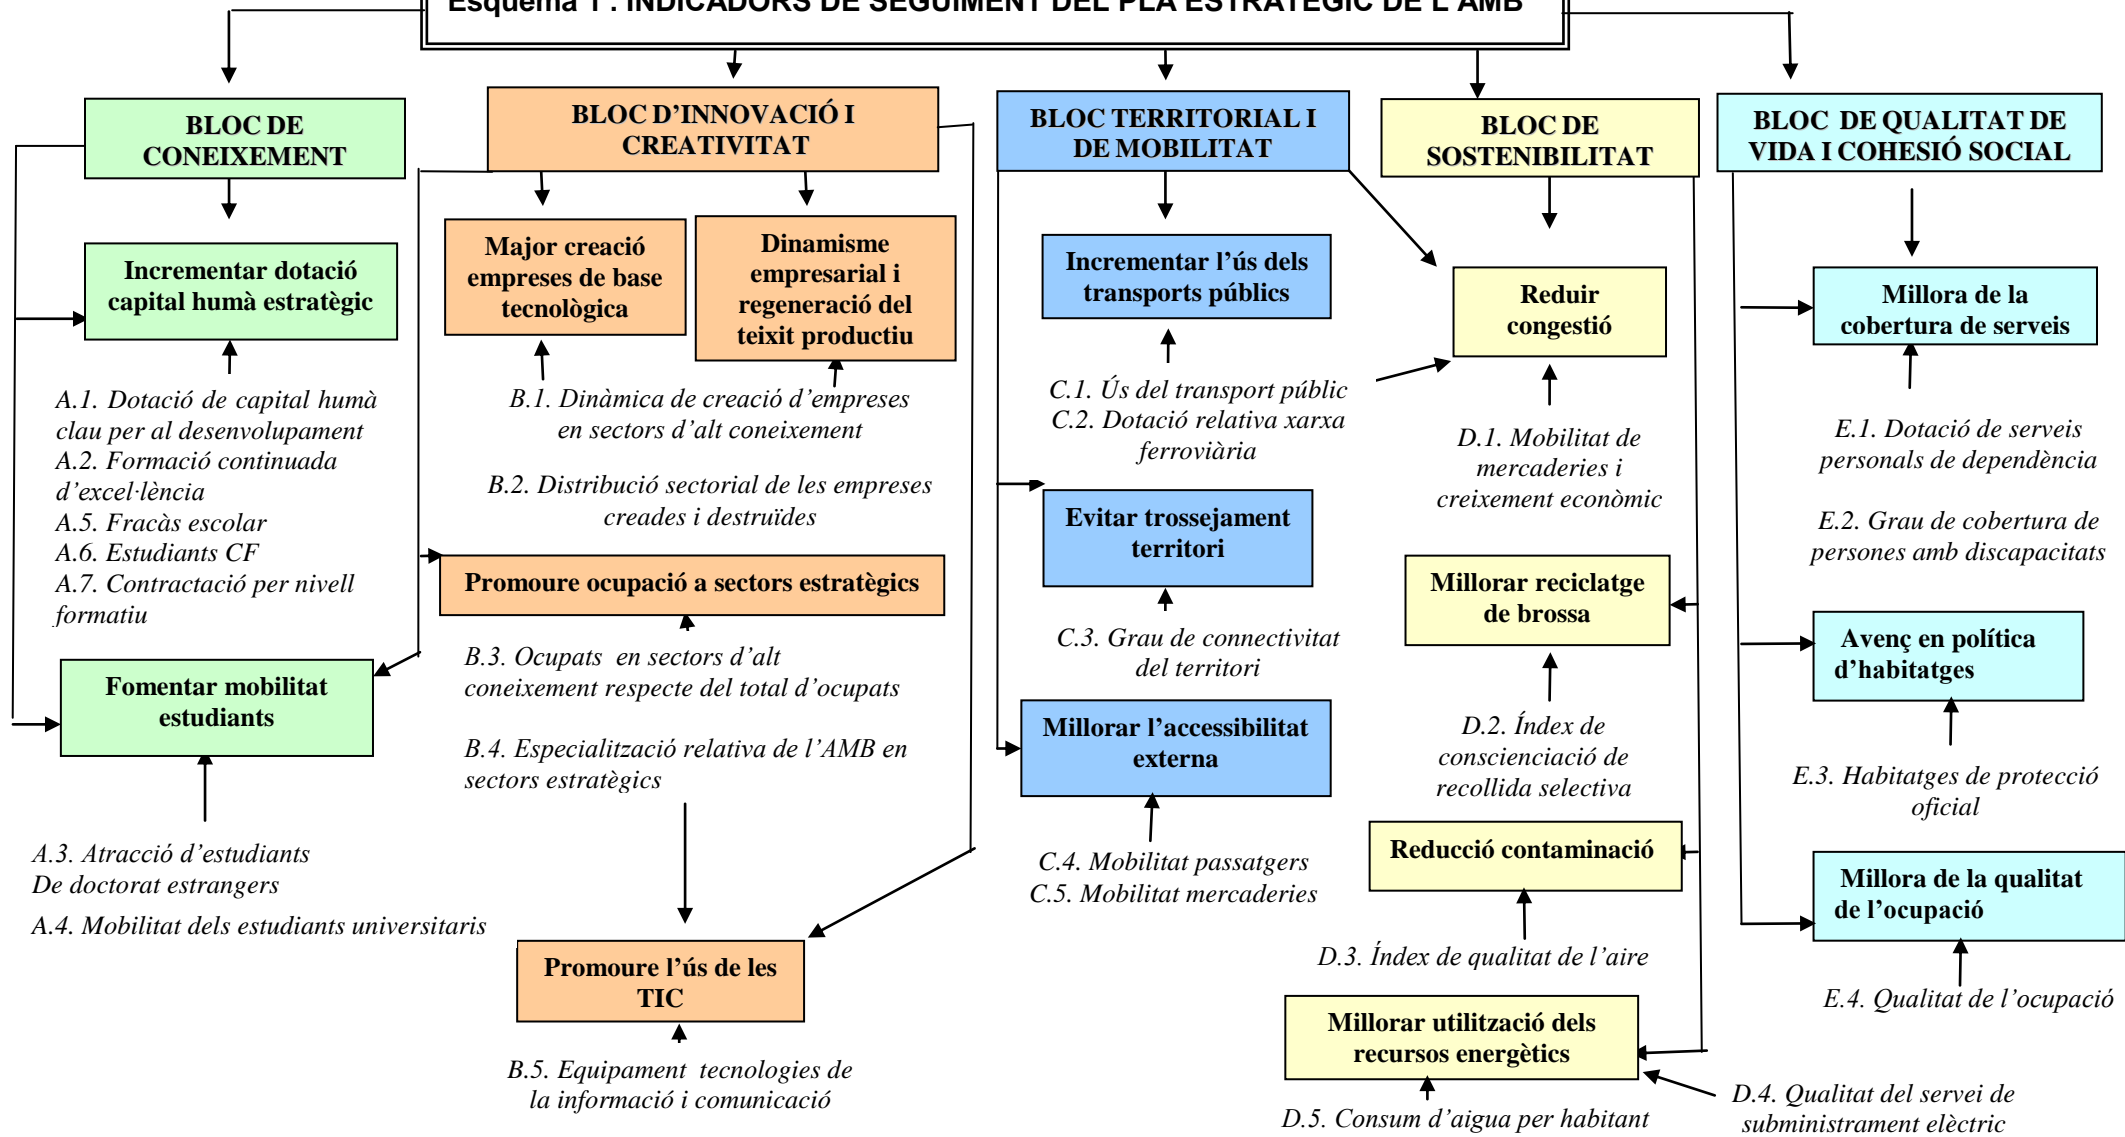 Esquema 1 : INDICADORS DE SEGUIMENT DEL PLA ESTRATÈGIC DE L'AMB
BLOC DE
CONEIXEMENT
Incrementar dotació
capital humà estratègic
A.1. Dotació de capital humà
clau per al desenvolupament
A.2. Formació continuada
d’excel·lència
A.5. Fracàs escolar
A.6. Estudiants CF
A.7. Contractació per nivell
formatiu
Fomentar mobilitat
estudiants
A.3. Atracció d’estudiants
De doctorat estrangers
A.4. Mobilitat dels estudiants universitaris
BLOC D’INNOVACIÓ I
CREATIVITAT
Major creació
empreses de base
tecnològica
Dinamisme
empresarial i
regeneració del
teixit productiu
B.1. Dinàmica de creació d’empreses
en sectors d’alt coneixement
B.2. Distribució sectorial de les empreses
creades i destruïdes
Promoure ocupació a sectors estratègics
B.3. Ocupats en sectors d’alt
coneixement respecte del total d’ocupats
B.4. Especialització relativa de l’AMB en
sectors estratègics
Promoure l’ús de les
TIC
B.5. Equipament tecnologies de
la informació i comunicació
BLOC TERRITORIAL I
DE MOBILITAT
Incrementar l’ús dels
transports públics
C.1. Ús del transport públic
C.2. Dotació relativa xarxa
ferroviària
Evitar trossejament
territori
C.3. Grau de connectivitat
del territori
Millorar l’accessibilitat
externa
C.4. Mobilitat passatgers
C.5. Mobilitat mercaderies
BLOC DE
SOSTENIBILITAT
Reduir
congestió
D.1. Mobilitat de
mercaderies i
creixement econòmic
Millorar reciclatge
de brossa
D.2. Índex de
conscienciació de
recollida selectiva
Reducció contaminació
D.3. Índex de qualitat de l’aire
Millorar utilització dels
recursos energètics
D.5. Consum d’aigua per habitant
D.4. Qualitat del servei de
subministrament elèctric
BLOC DE QUALITAT DE
VIDA I COHESIÓ SOCIAL
Millora de la
cobertura de serveis
E.1. Dotació de serveis
personals de dependència
E.2. Grau de cobertura de
persones amb discapacitats
Avenç en política
d’habitatges
E.3. Habitatges de protecció
oficial
Millora de la qualitat
de l’ocupació
E.4. Qualitat de l’ocupació